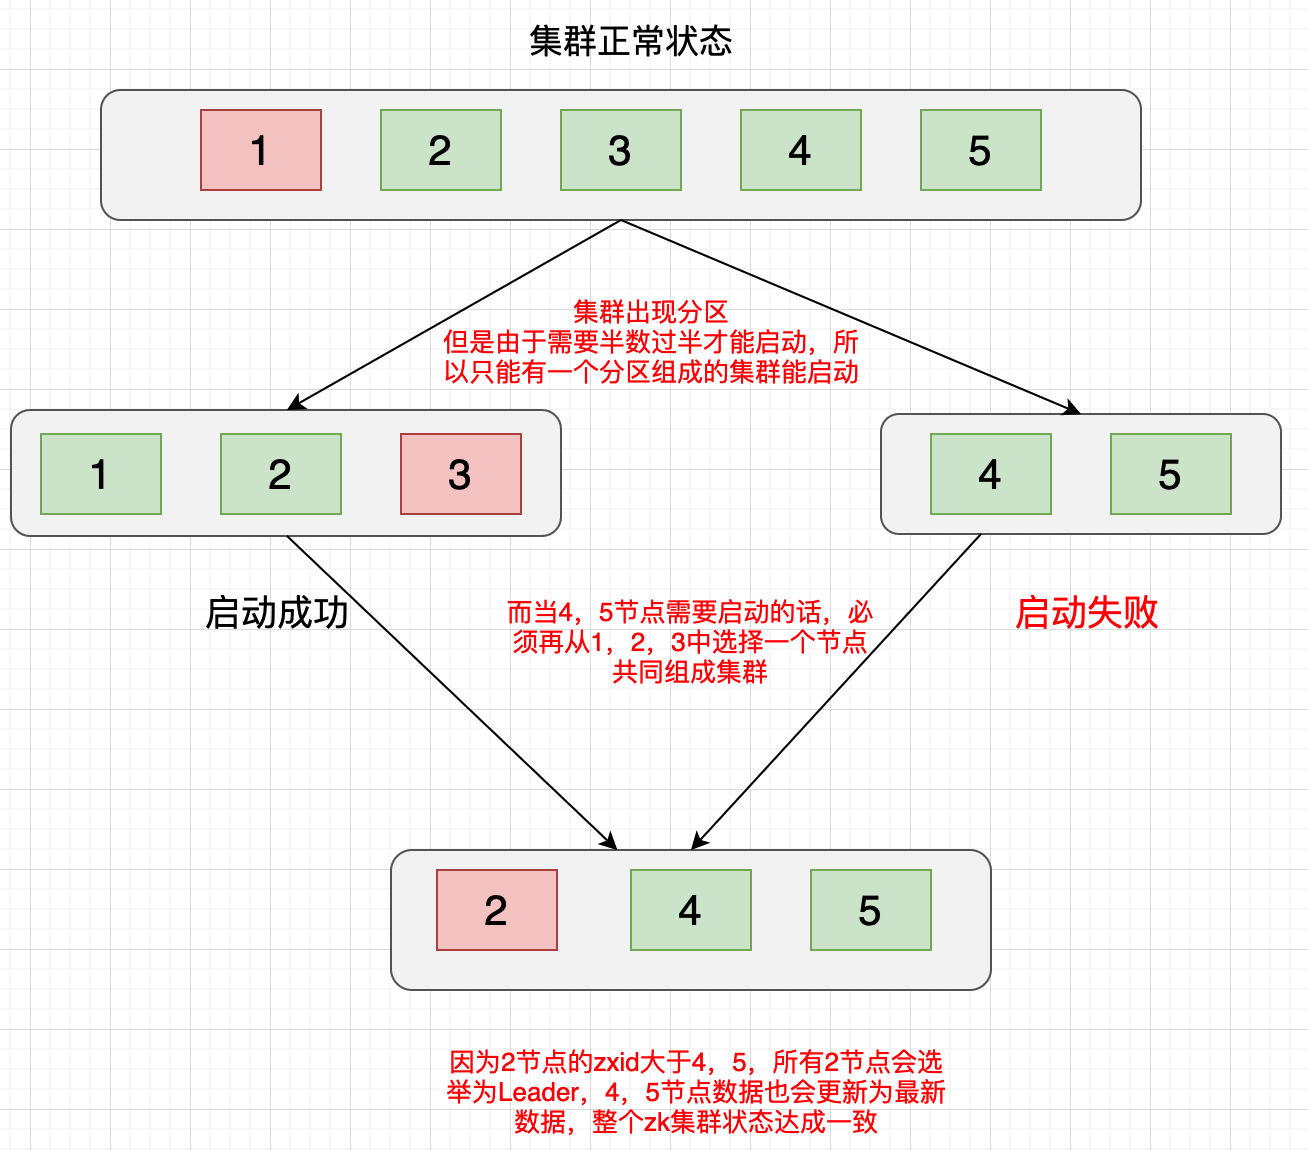 集群正常状态
1 2 3 4 5
集群出现分区
但是由于需要半数过半才能启动，所
以只能有一个分区组成的集群能启动
1 2 3
4 5
启动成功
启动失败
而当4，5节点需要启动的话，必
须再从1，2，3中选择一个节点
共同组成集群
2 4 5
因为2节点的zxid大于4，5，所有2节点会选
举为Leader，4，5节点数据也会更新为最新
数据，整个zk集群状态达成一致